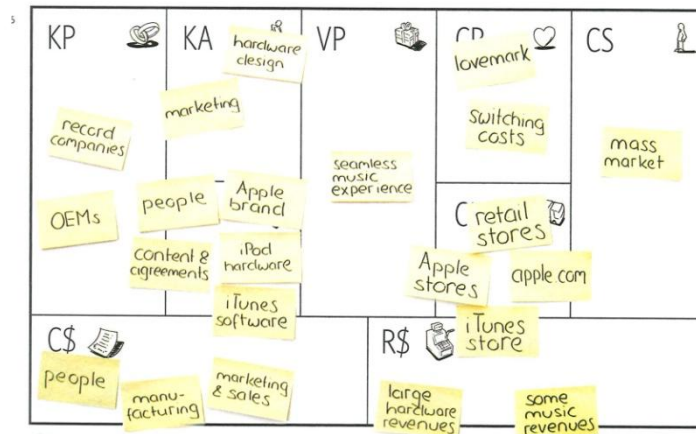 5
KP
KA
VP
CR
CS
hardware
design
marketing
lovemark
switching
costs
record
companies
seamless
music
experience
mass
market
OEMs
people
Apple
brand
content &
agreements
iPod
hardware
iTunes
software
C
retail
stores
Apple
stores
apple.com
iTunes
store
C$
people
manu-
facturing
marketing
& sales
R$
large
hardware
revenues
some
music
revenues